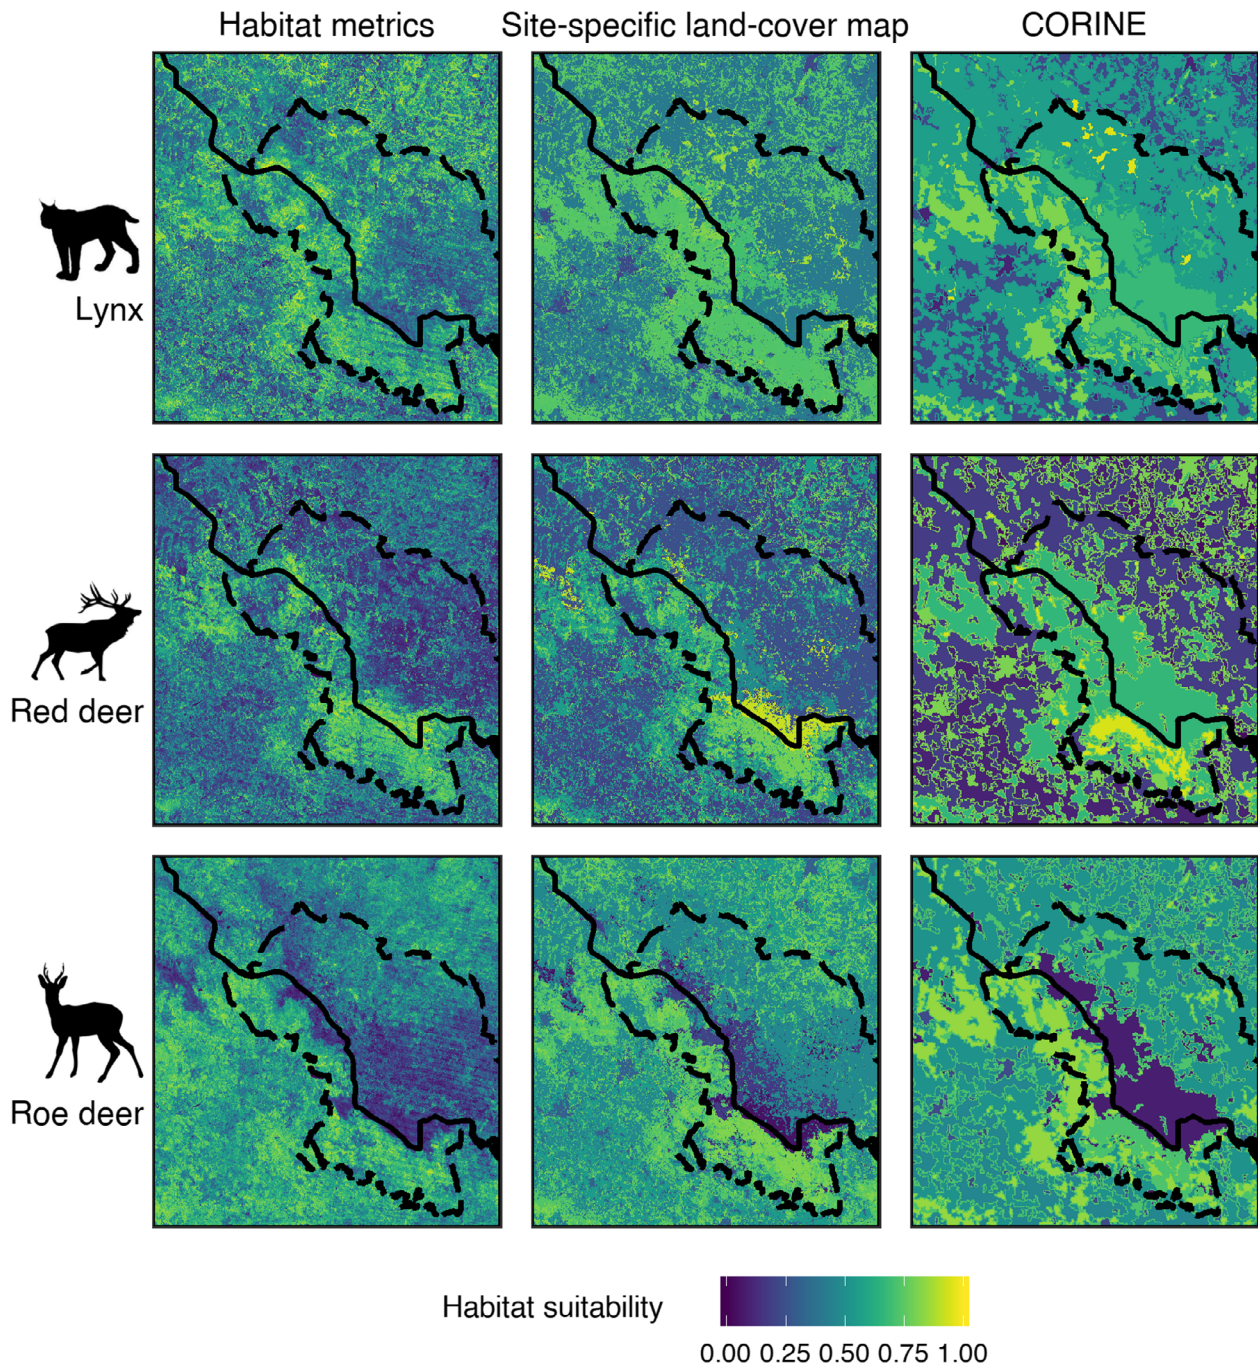 Habitat metrics Site-specific land-cover map CORINE
Lynx
Red deer
Roe deer
Habitat suitability
0.00 0.25 0.50 0.75 1.00